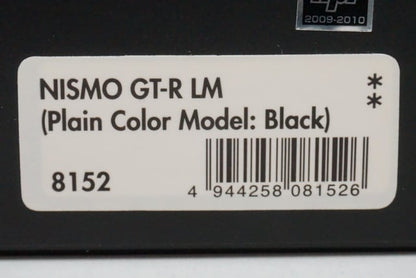 2009-2010
NISMO GT-R LM
(Plain Color Model: Black)
**
8152
4 944258 081526